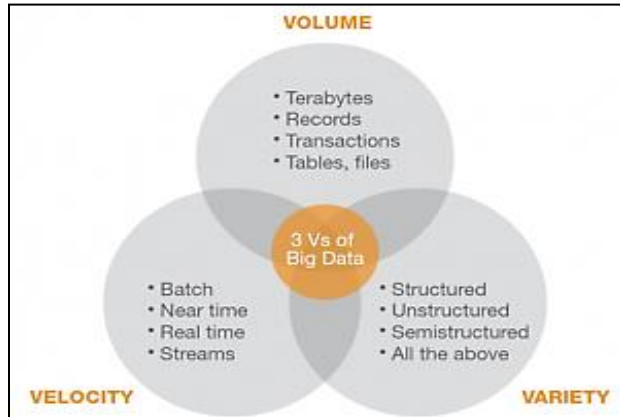 VOLUME
• Terabytes
• Records
• Transactions
• Tables, files
3 Vs of
Big Data
• Batch
• Near time
• Real time
• Streams
• Structured
• Unstructured
• Semistructured
• All the above
VELOCITY
VARIETY